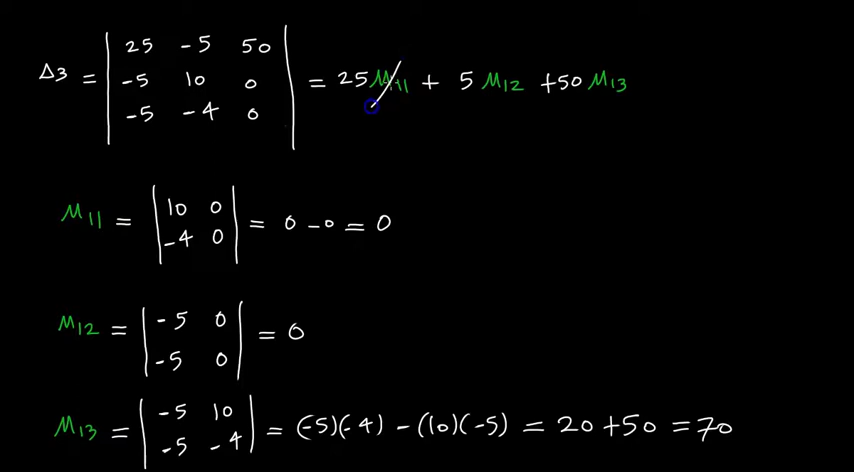 Δ3 = | 25 -5 50 | = 25 M11 + 5 M12 + 50 M13
| -5 10 0 |
| -5 -4 0 |
M11 = | 10 0 | = 0 - 0 = 0
| -4 0 |
M12 = | -5 0 | = 0
| -5 0 |
M13 = | -5 10 | = (-5)(-4) - (10)(-5) = 20 + 50 = 70
| -5 -4 |